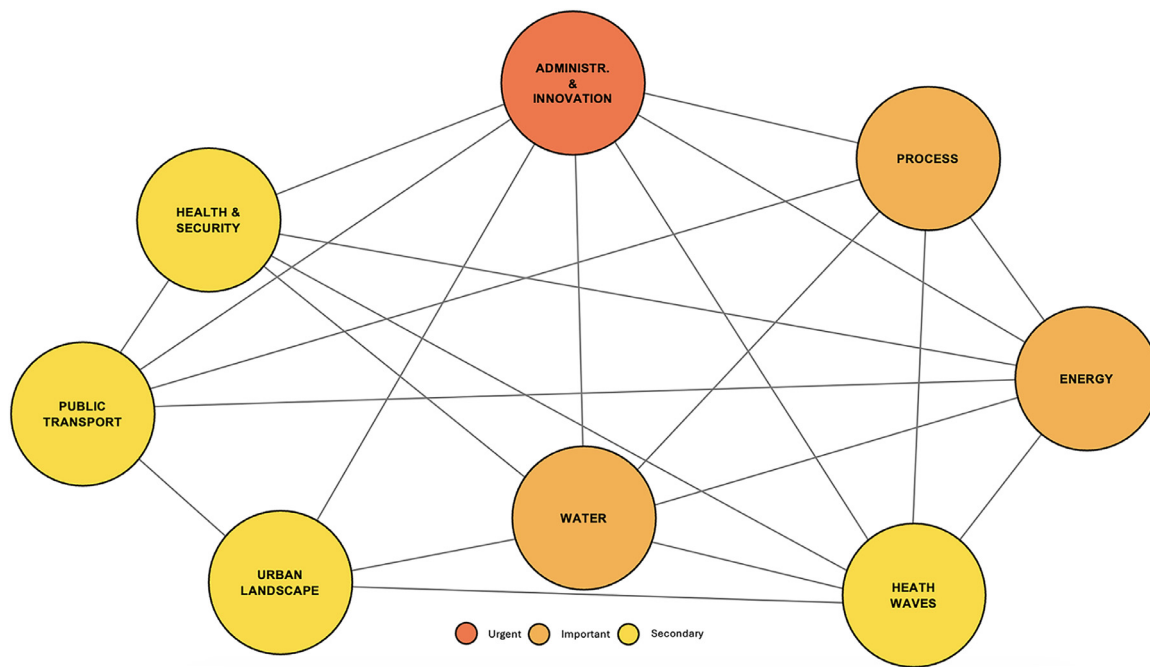 ADMINISTR.
&
INNOVATION
PROCESS
HEALTH &
SECURITY
ENERGY
PUBLIC
TRANSPORT
WATER
URBAN
LANDSCAPE
HEATH
WAVES
Urgent
Important
Secondary